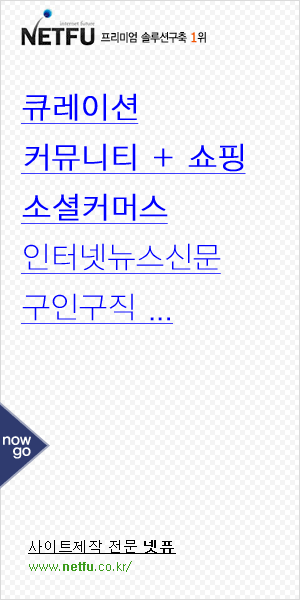 internet future
NETFU 프리미엄 솔루션구축 1위
큐레이션
커뮤니티 + 쇼핑
소셜커머스
인터넷뉴스신문
구인구직 ...
now
go
사이트제작 전문 넷퓨
www.netfu.co.kr/